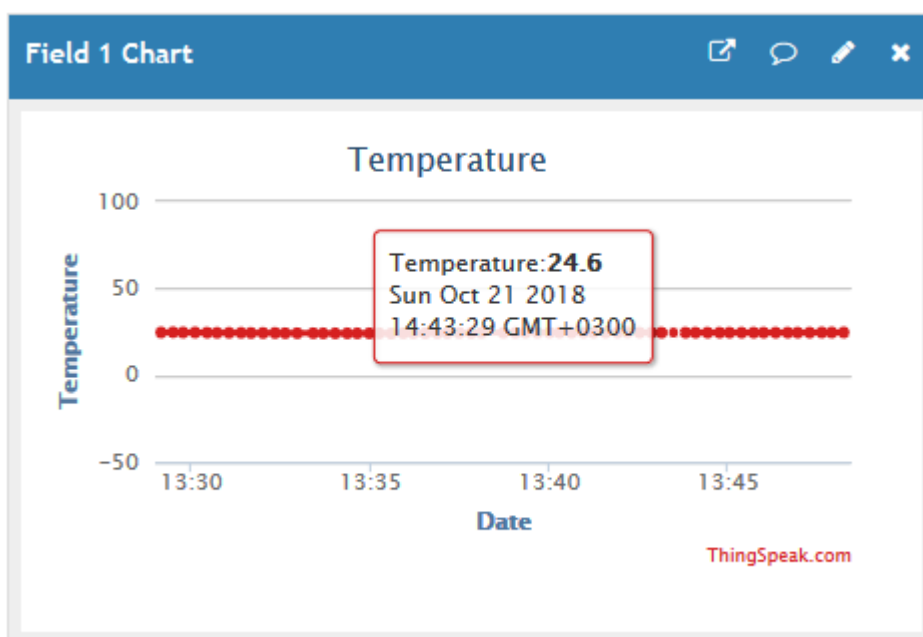 Field 1 Chart
Temperature
100
50
0
-50
Temperature
Temperature:24.6
Sun Oct 21 2018
14:43:29 GMT+0300
13:30 13:35 13:40 13:45
Date
ThingSpeak.com